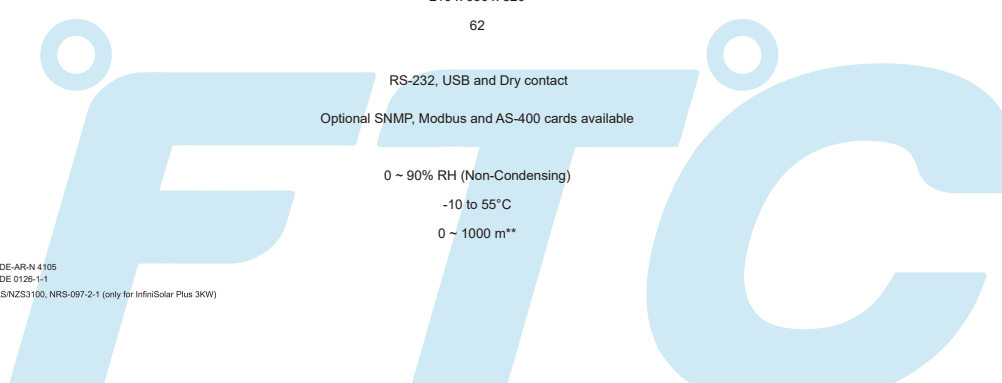 62
RS-232, USB and Dry contact
Optional SNMP, Modbus and AS-400 cards available
0 ~ 90% RH (Non-Condensing)
-10 to 55°C
0 ~ 1000 m**
DE-AR-N 4105
DE 0126-1-1
S/NZS3100, NRS-097-2-1 (only for InfiniSolar Plus 3KW)
FTC